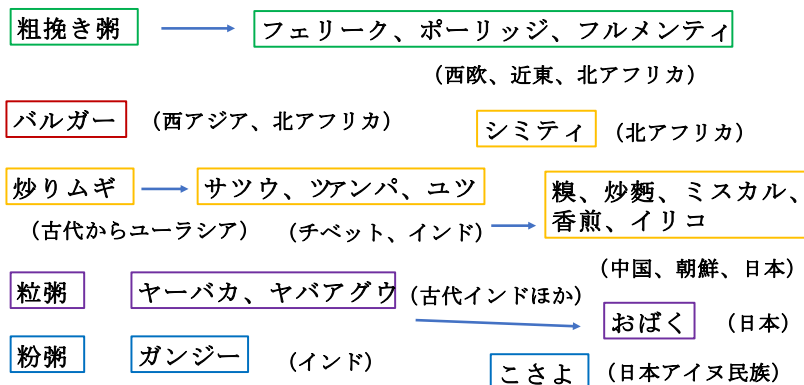 粗挽き粥 フェリーク、ポーリッジ、フルメンティ
(西欧、近東、北アフリカ)
バルガー (西アジア、北アフリカ) シミティ (北アフリカ)
炒りムギ サツウ、ツァンパ、ユツ 糗、炒麪、ミスカル、
香煎、イリコ
(古代からユーラシア) (チベット、インド)
(中国、朝鮮、日本)
粒粥 ヤーバカ、ヤバアグウ (古代インドほか)
おばく (日本)
粉粥 ガンジー (インド) こさよ (日本アイヌ民族)